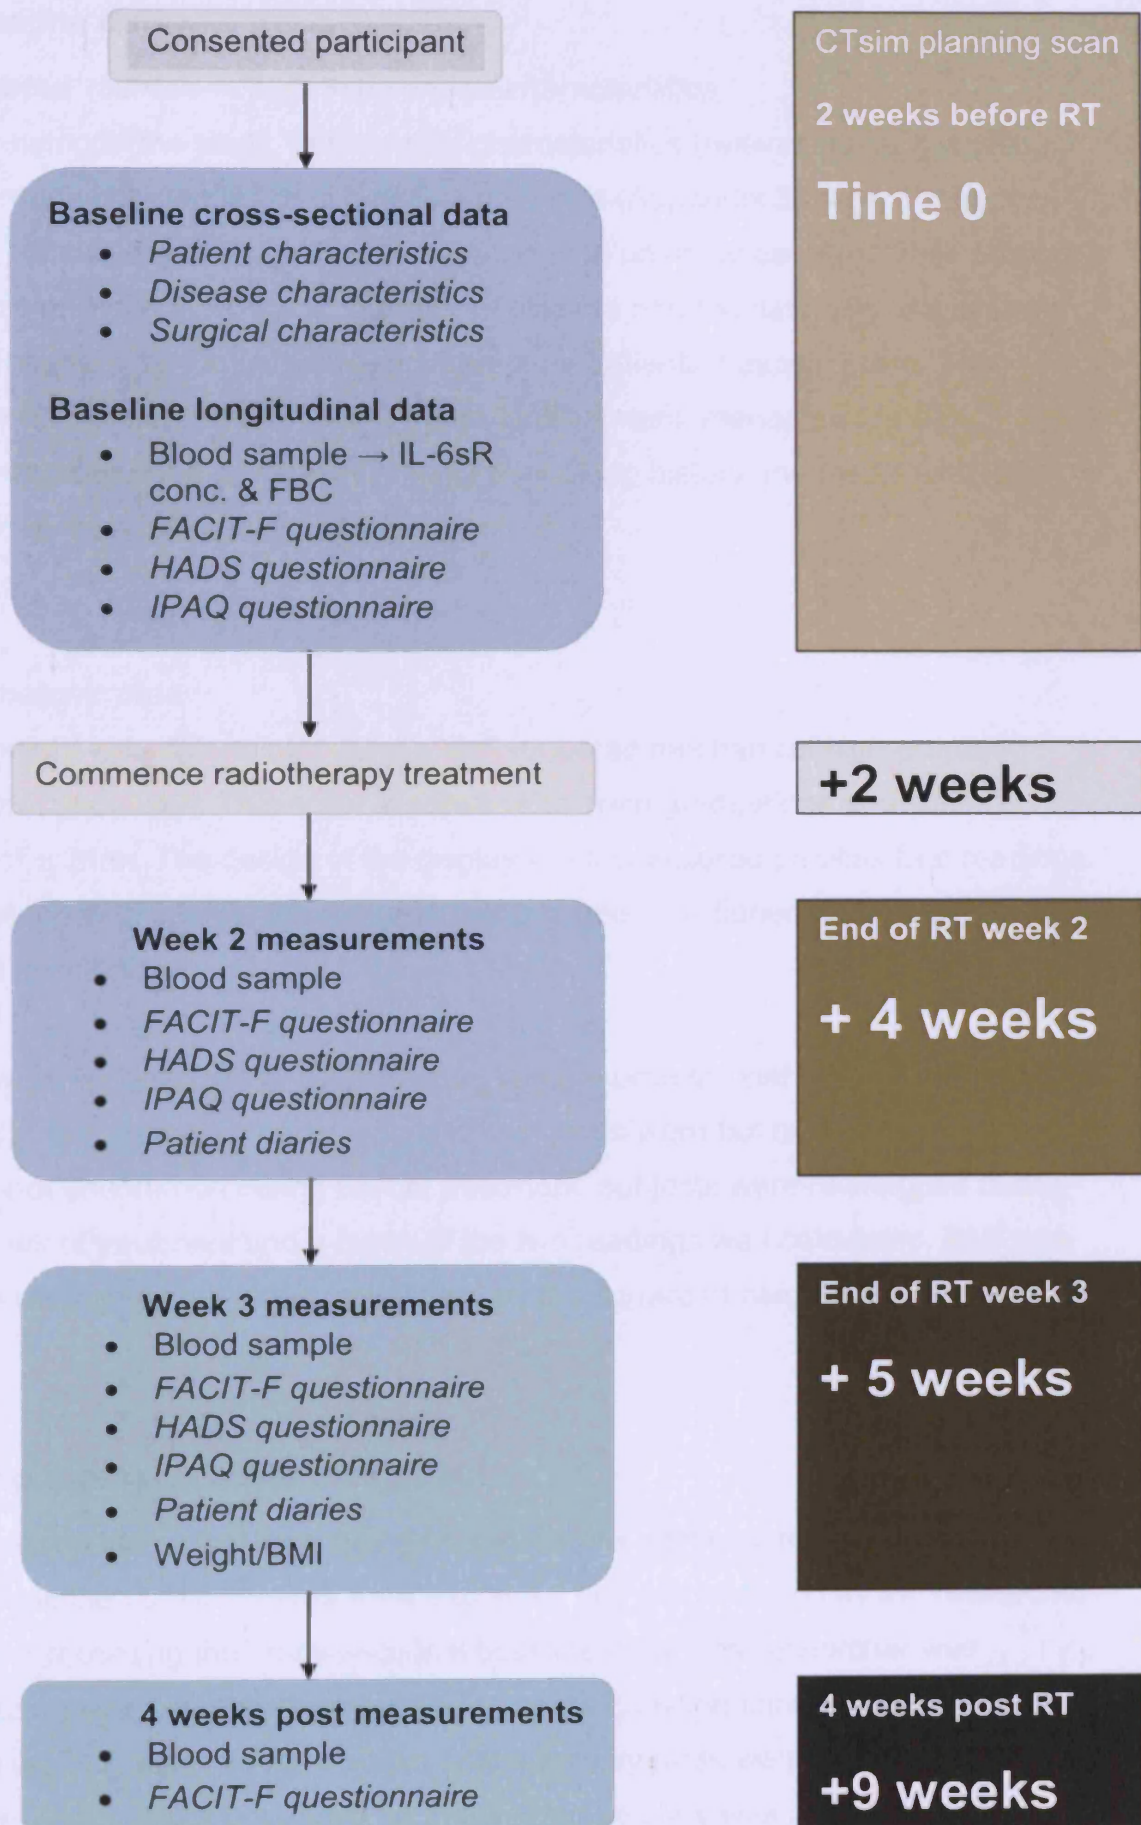 Consented participant
CTsim planning scan
2 weeks before RT
Time 0
Baseline cross-sectional data
• Patient characteristics
• Disease characteristics
• Surgical characteristics
Baseline longitudinal data
• Blood sample → IL-6sR
conc. & FBC
• FACIT-F questionnaire
• HADS questionnaire
• IPAQ questionnaire
Commence radiotherapy treatment
+2 weeks
Week 2 measurements
• Blood sample
• FACIT-F questionnaire
• HADS questionnaire
• IPAQ questionnaire
• Patient diaries
End of RT week 2
+ 4 weeks
Week 3 measurements
• Blood sample
• FACIT-F questionnaire
• HADS questionnaire
• IPAQ questionnaire
• Patient diaries
• Weight/BMI
End of RT week 3
+ 5 weeks
4 weeks post measurements
• Blood sample
• FACIT-F questionnaire
4 weeks post RT
+9 weeks